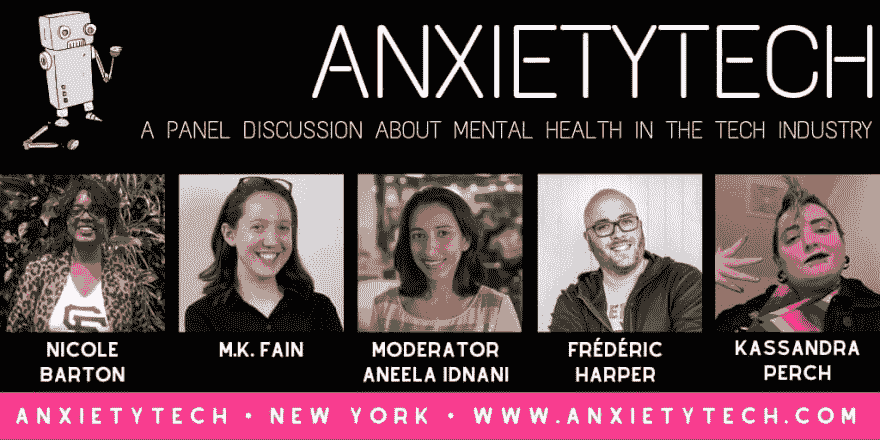 ANXIETYTECH
A PANEL DISCUSSION ABOUT MENTAL HEALTH IN THE TECH INDUSTRY
NICOLE
BARTON
M.K. FAIN
MODERATOR
ANEELA IDNANI
FRÉDÉRIC
HARPER
KASSANDRA
PERCH
ANXIETYTECH • NEW YORK • WWW.ANXIETYTECH.COM